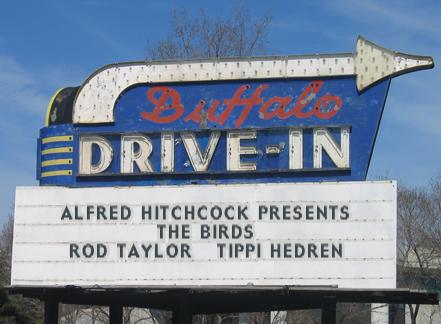 Buffalo
DRIVE-IN
ALFRED HITCHCOCK PRESENTS
THE BIRDS
ROD TAYLOR TIPPI HEDREN